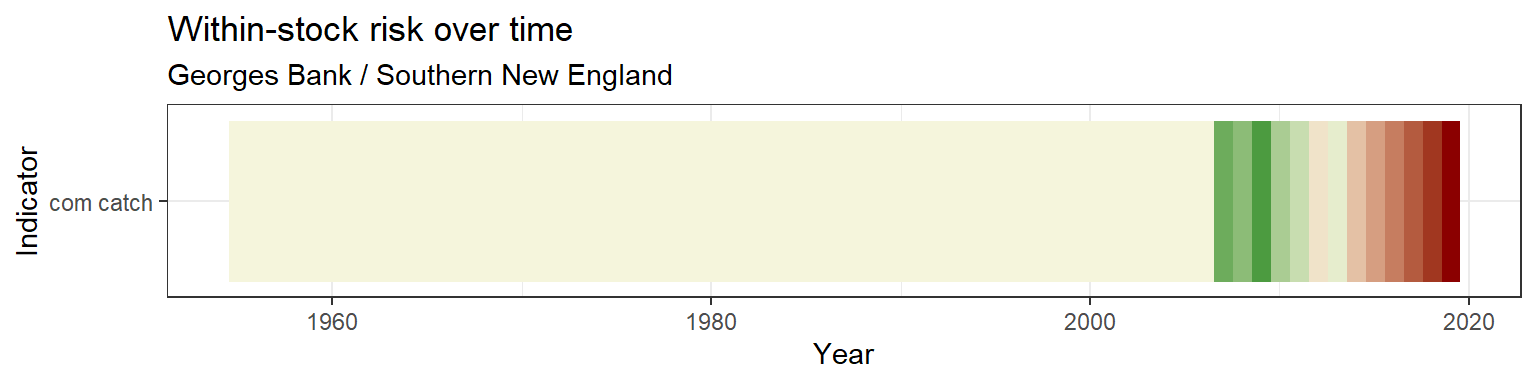 Within-stock risk over time
Georges Bank / Southern New England
Indicator
com catch
1960 1980 2000 2020
Year